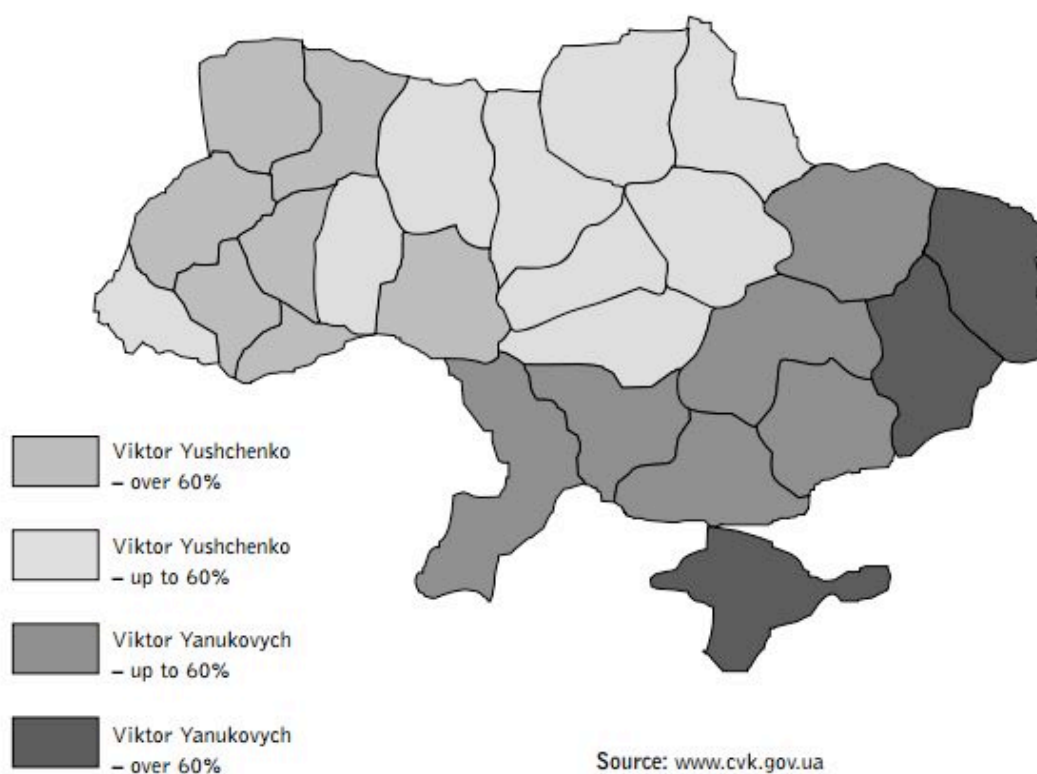 Viktor Yushchenko
– over 60%
Viktor Yushchenko
– up to 60%
Viktor Yanukovych
– up to 60%
Viktor Yanukovych
– over 60%
Source: www.cvk.gov.ua